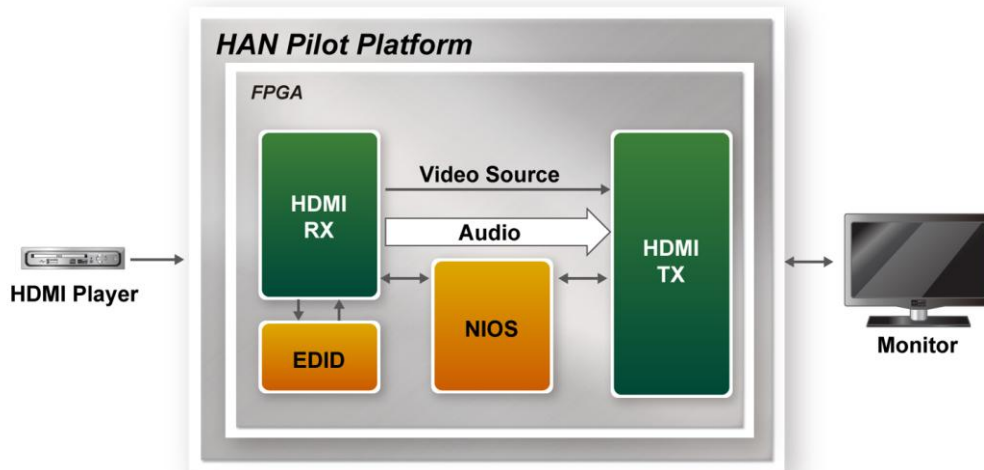 HAN Pilot Platform
FPGA
HDMI
RX
Video Source
Audio
HDMI
TX
NIOS
EDID
HDMI Player
Monitor